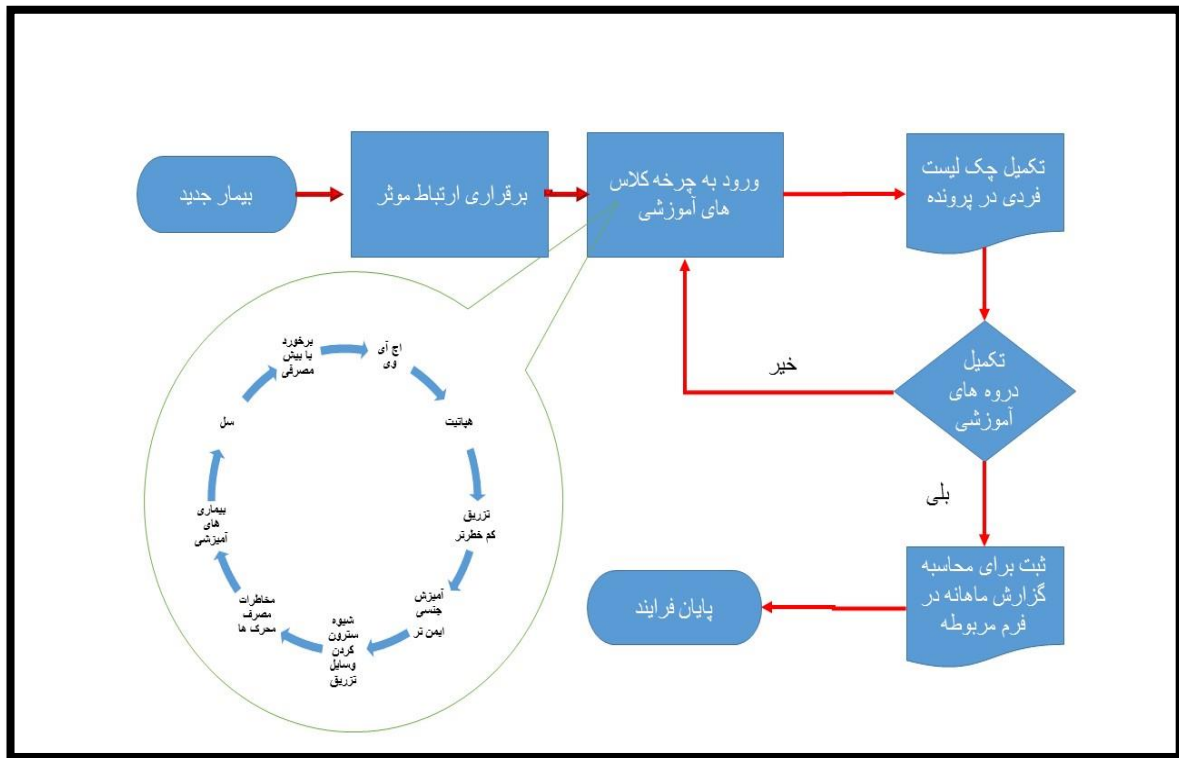 بیمار جدید
برقراری ارتباط موثر
ورود به چرخه کلاس
های آموزشی
تکمیل چک لیست
فردی در پرونده
تکمیل
دروه های
آموزشی
خیر
بلی
ثبت برای محاسبه
گزارش ماهانه در
فرم مربوطه
پایان فرایند
اچ آی
وی
هپاتیت
تزریق
کم خطرتر
آمیزش
جنسی
ایمن تر
شیوه
سترون
کردن
وسایل
تزریق
مخاطرات
مصرف
محرک ها
بیماری
های
آمیزشی
سل
برخورد
با بیش
مصرفی